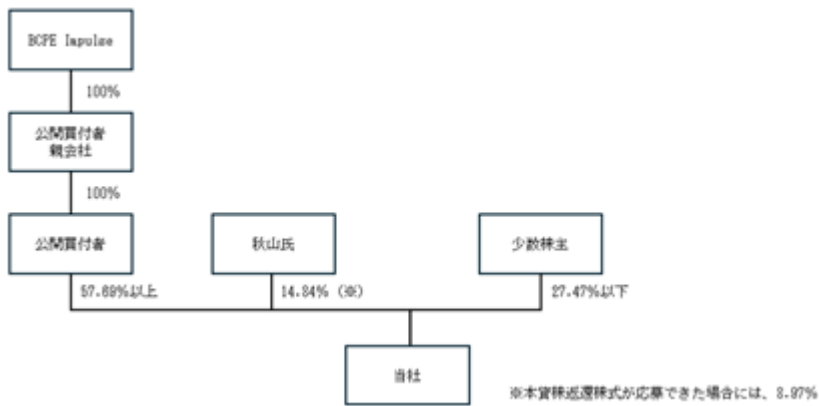 BCPE Impulse
100%
公開買付者
親会社
100%
公開買付者
秋山氏
少数株主
57.69%以上
14.84% (※)
27.47%以下
当社
※本貸株返還株式が応募できた場合には、8.97%